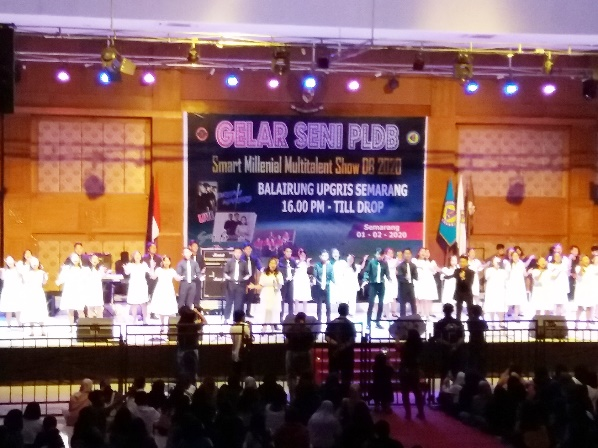 GELAR SENI PLDB
Smart Millenial Multitalent Show DB 2020
BALAIRUNG UPGRIS SEMARANG
16.00 PM - TILL DROP
Semarang
01 - 02 - 2020